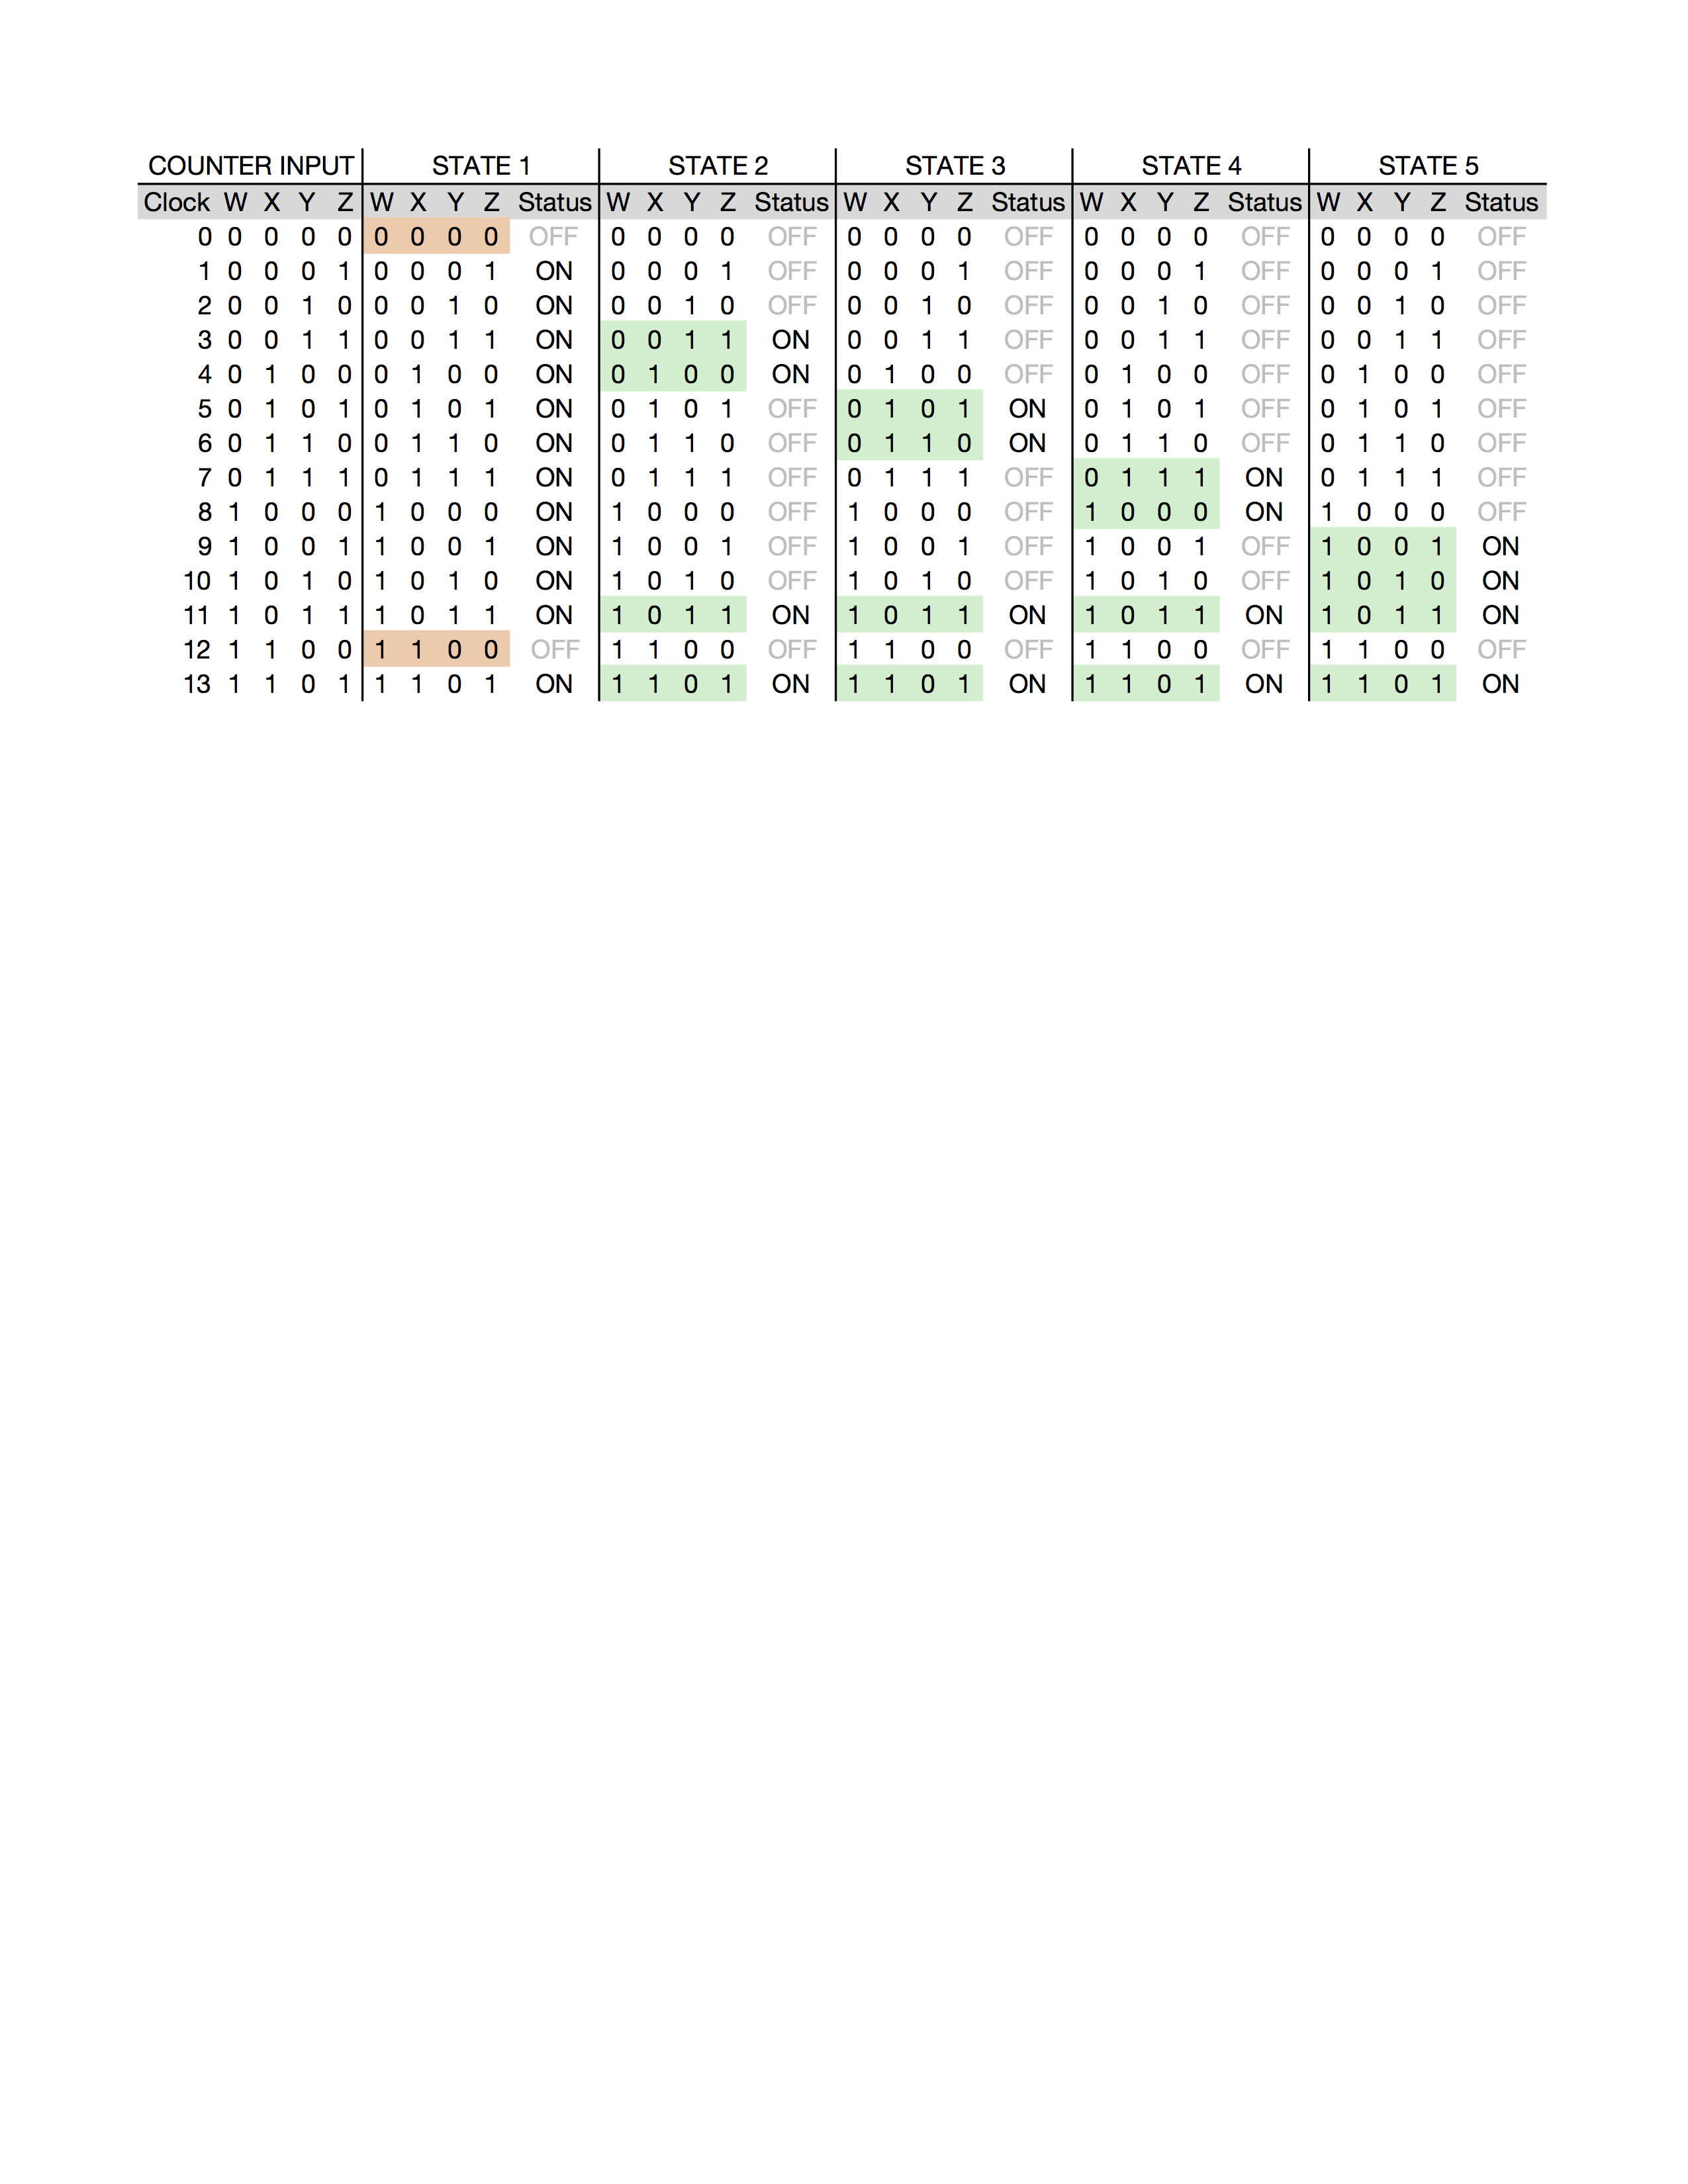 COUNTER INPUT STATE 1 STATE 2 STATE 3 STATE 4 STATE 5
Clock W X Y Z W X Y Z Status W X Y Z Status W X Y Z Status W X Y Z Status W X Y Z Status
0 0 0 0 0 0 0 0 0 OFF 0 0 0 0 OFF 0 0 0 0 OFF 0 0 0 0 OFF 0 0 0 0 OFF
1 0 0 0 1 0 0 0 1 ON 0 0 0 1 OFF 0 0 0 1 OFF 0 0 0 1 OFF 0 0 0 1 OFF
2 0 0 1 0 0 0 1 0 ON 0 0 1 0 OFF 0 0 1 0 OFF 0 0 1 0 OFF 0 0 1 0 OFF
3 0 0 1 1 0 0 1 1 ON 0 0 1 1 ON 0 0 1 1 OFF 0 0 1 1 OFF 0 0 1 1 OFF
4 0 1 0 0 0 1 0 0 ON 0 1 0 0 ON 0 1 0 0 OFF 0 1 0 0 OFF 0 1 0 0 OFF
5 0 1 0 1 0 1 0 1 ON 0 1 0 1 OFF 0 1 0 1 ON 0 1 0 1 OFF 0 1 0 1 OFF
6 0 1 1 0 0 1 1 0 ON 0 1 1 0 OFF 0 1 1 0 ON 0 1 1 0 OFF 0 1 1 0 OFF
7 0 1 1 1 0 1 1 1 ON 0 1 1 1 OFF 0 1 1 1 OFF 0 1 1 1 ON 0 1 1 1 OFF
8 1 0 0 0 1 0 0 0 ON 1 0 0 0 OFF 1 0 0 0 OFF 1 0 0 0 ON 1 0 0 0 OFF
9 1 0 0 1 1 0 0 1 ON 1 0 0 1 OFF 1 0 0 1 OFF 1 0 0 1 OFF 1 0 0 1 ON
10 1 0 1 0 1 0 1 0 ON 1 0 1 0 OFF 1 0 1 0 OFF 1 0 1 0 OFF 1 0 1 0 ON
11 1 0 1 1 1 0 1 1 ON 1 0 1 1 ON 1 0 1 1 ON 1 0 1 1 ON 1 0 1 1 ON
12 1 1 0 0 1 1 0 0 OFF 1 1 0 0 OFF 1 1 0 0 OFF 1 1 0 0 OFF 1 1 0 0 OFF
13 1 1 0 1 1 1 0 1 ON 1 1 0 1 ON 1 1 0 1 ON 1 1 0 1 ON 1 1 0 1 ON